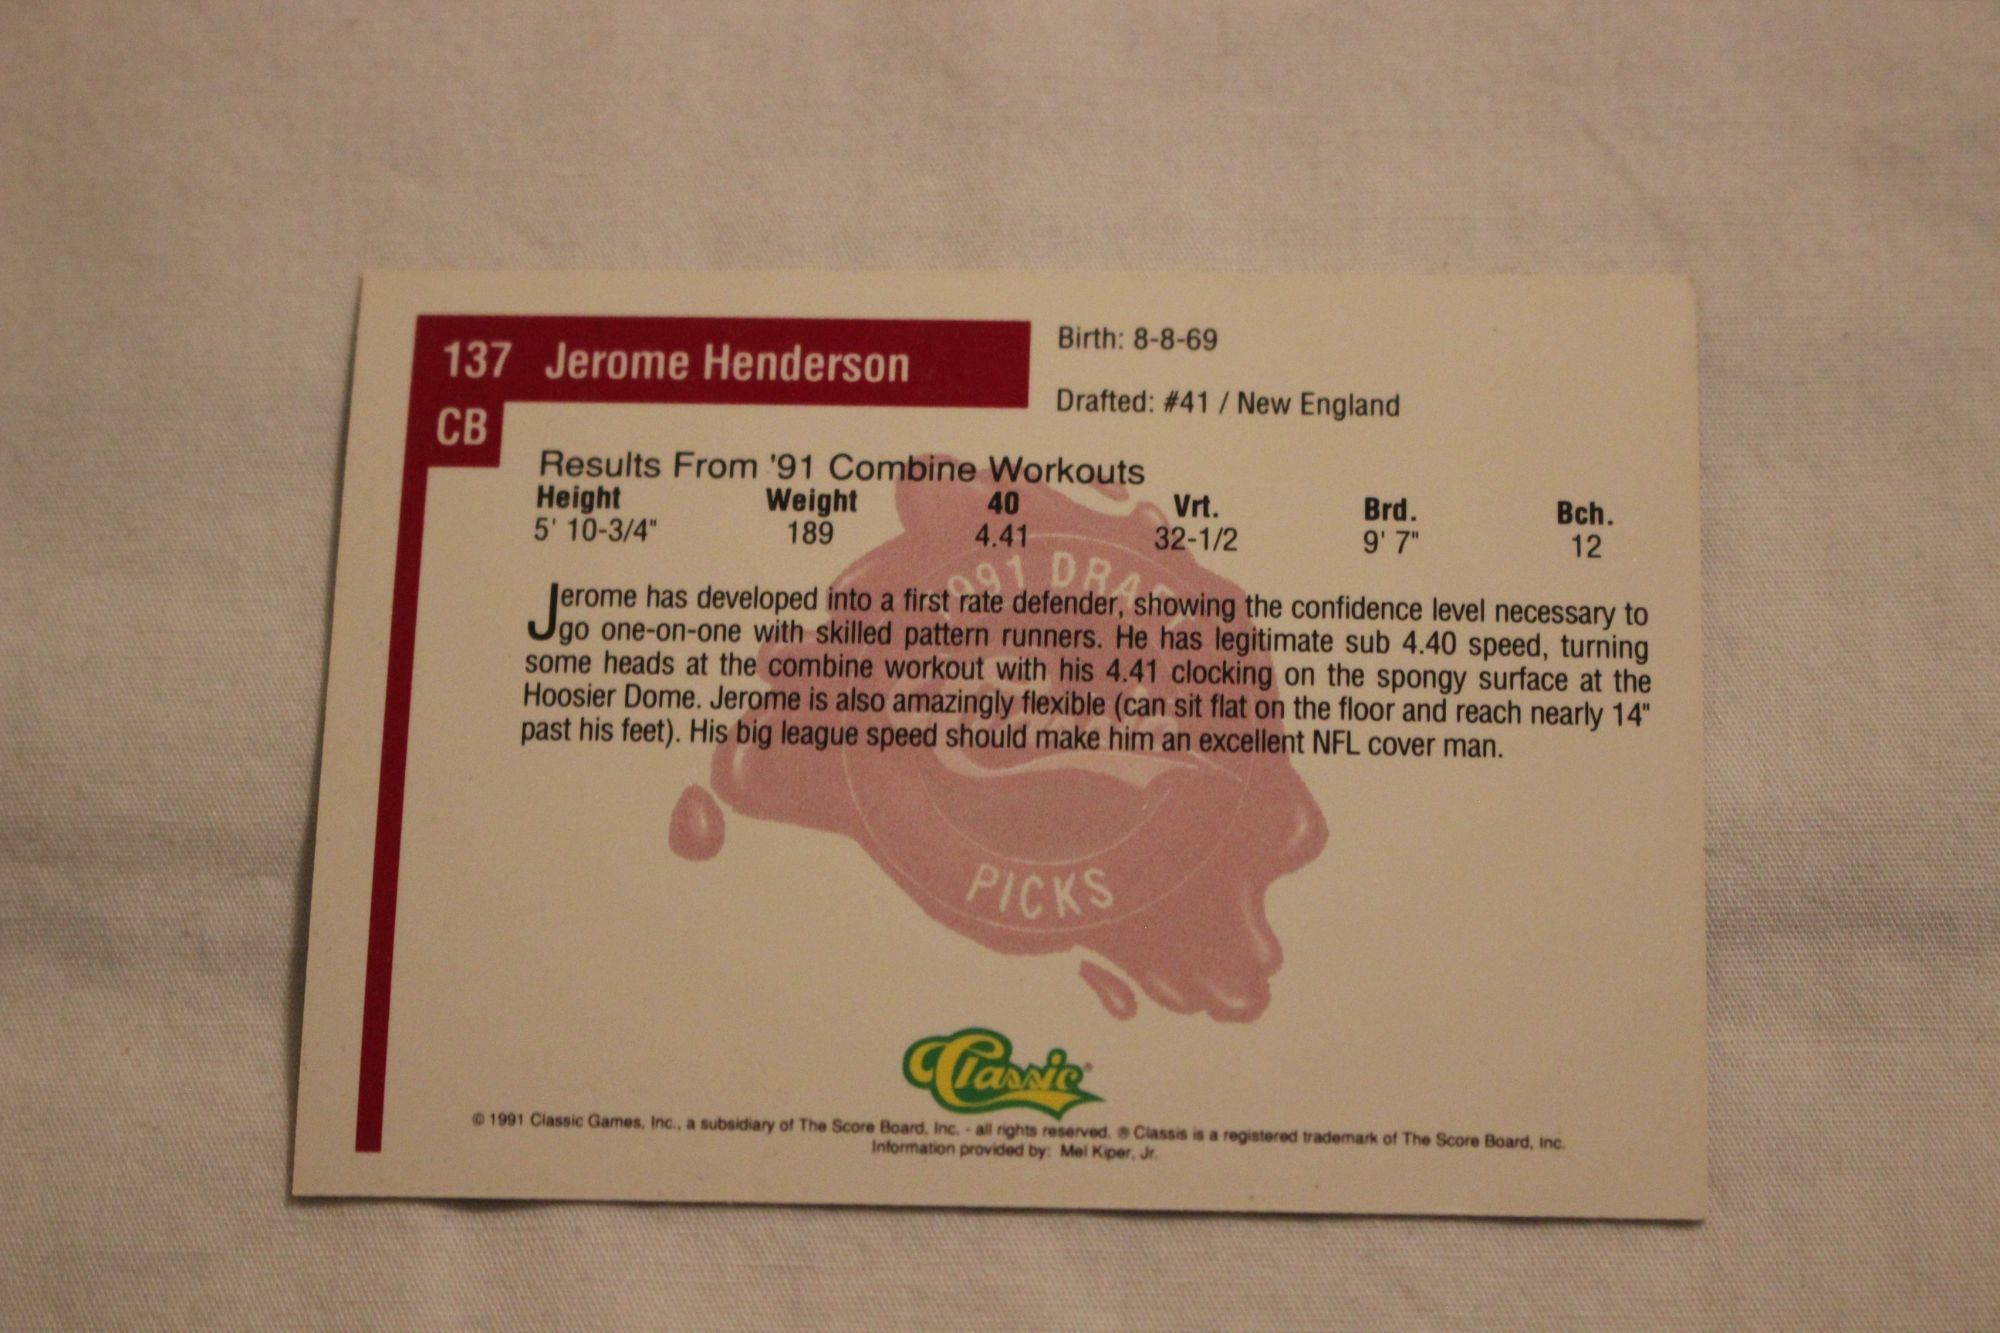 137 Jerome Henderson
CB
Birth: 8-8-69
Drafted: #41 / New England
Results From '91 Combine Workouts
Height Weight 40 Vrt. Brd. Bch.
5' 10-3/4" 189 4.41 32-1/2 9' 7" 12
Jerome has developed into a first rate defender, showing the confidence level necessary to
go one-on-one with skilled pattern runners. He has legitimate sub 4.40 speed, turning
some heads at the combine workout with his 4.41 clocking on the spongy surface at the
Hoosier Dome. Jerome is also amazingly flexible (can sit flat on the floor and reach nearly 14"
past his feet). His big league speed should make him an excellent NFL cover man.
1991 DRAFT
PICKS
Classic®
© 1991 Classic Games, Inc., a subsidiary of The Score Board, Inc. - all rights reserved. ® Classis is a registered trademark of The Score Board, Inc.
Information provided by: Mel Kiper, Jr.